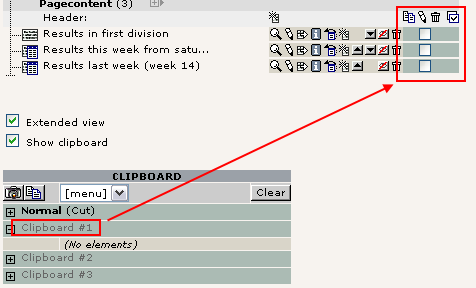 Pagecontent (3)
Header:
Results in first division
Results this week from satu...
Results last week (week 14)
Extended view
Show clipboard
CLIPBOARD
[menu] Clear
Normal (Cut)
Clipboard #1
(No elements)
Clipboard #2
Clipboard #3